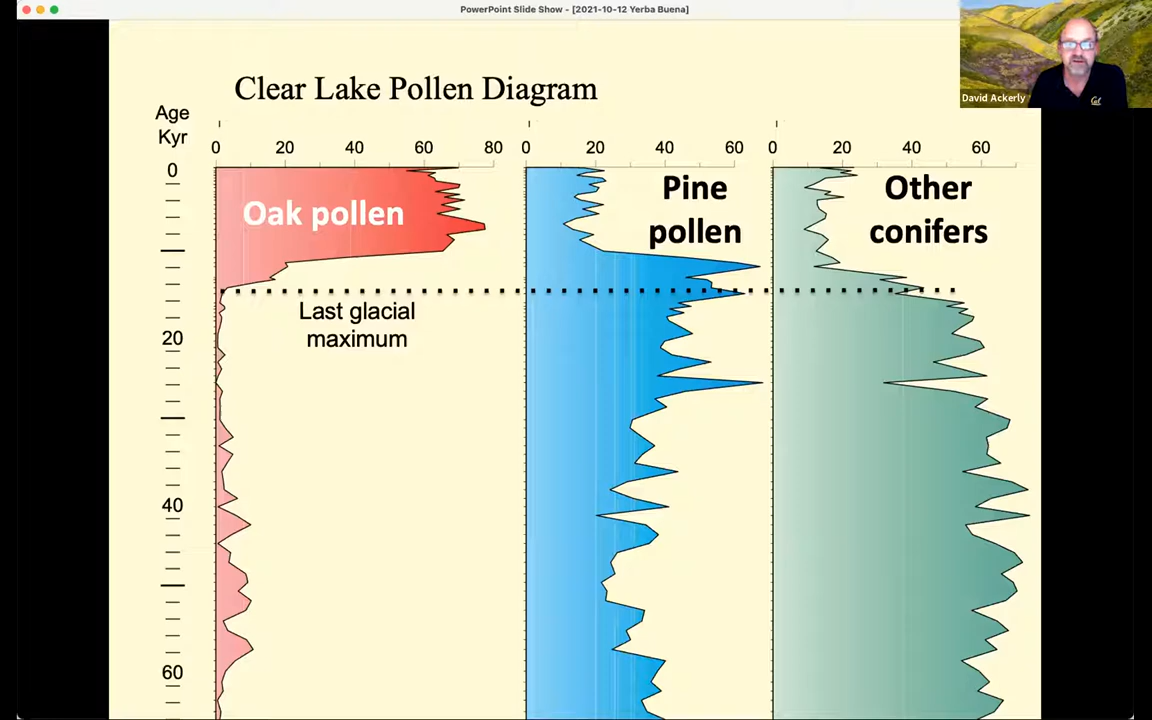 PowerPoint Slide Show - [2021-10-12 Yerba Buena]
David Ackerly
Cal
Clear Lake Pollen Diagram
Age
Kyr
0 20 40 60 80
0 20 40 60
0 20 40 60
0
20
40
60
Oak pollen
Pine
pollen
Other
conifers
Last glacial
maximum